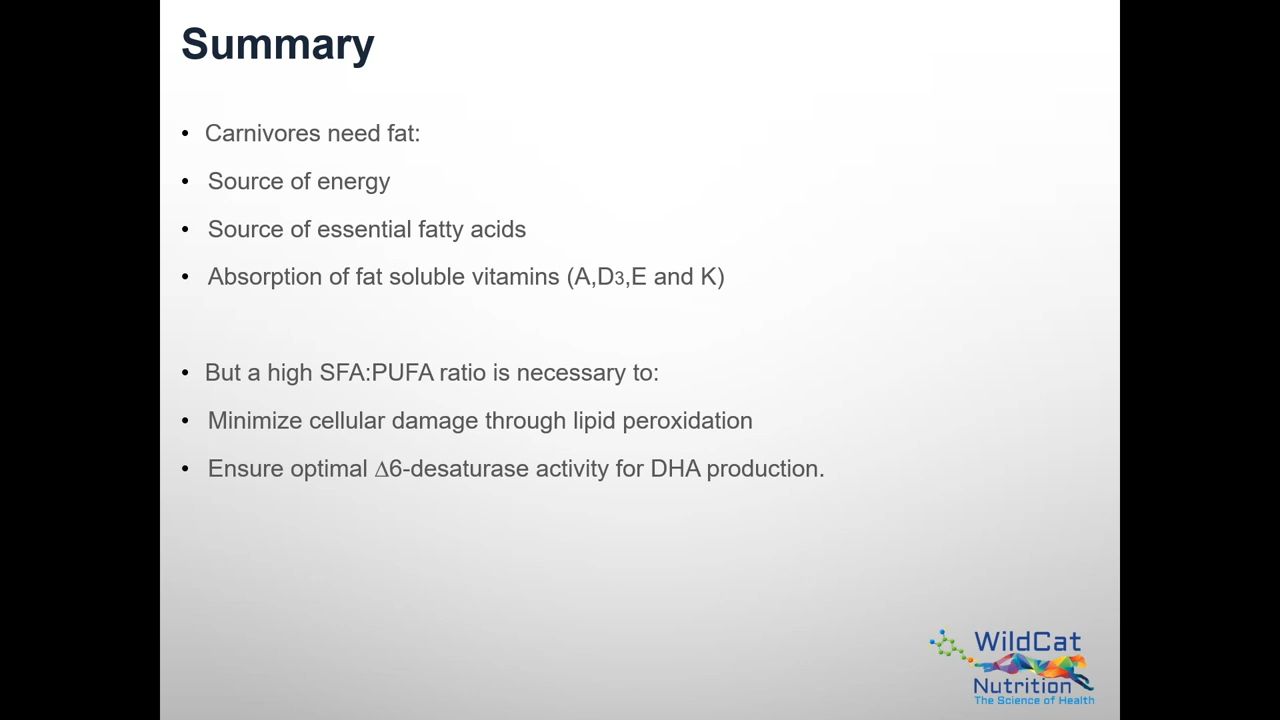 Summary
• Carnivores need fat:
• Source of energy
• Source of essential fatty acids
• Absorption of fat soluble vitamins (A,D3,E and K)
• But a high SFA:PUFA ratio is necessary to:
• Minimize cellular damage through lipid peroxidation
• Ensure optimal Δ6-desaturase activity for DHA production.
WildCat
Nutrition
The Science of Health